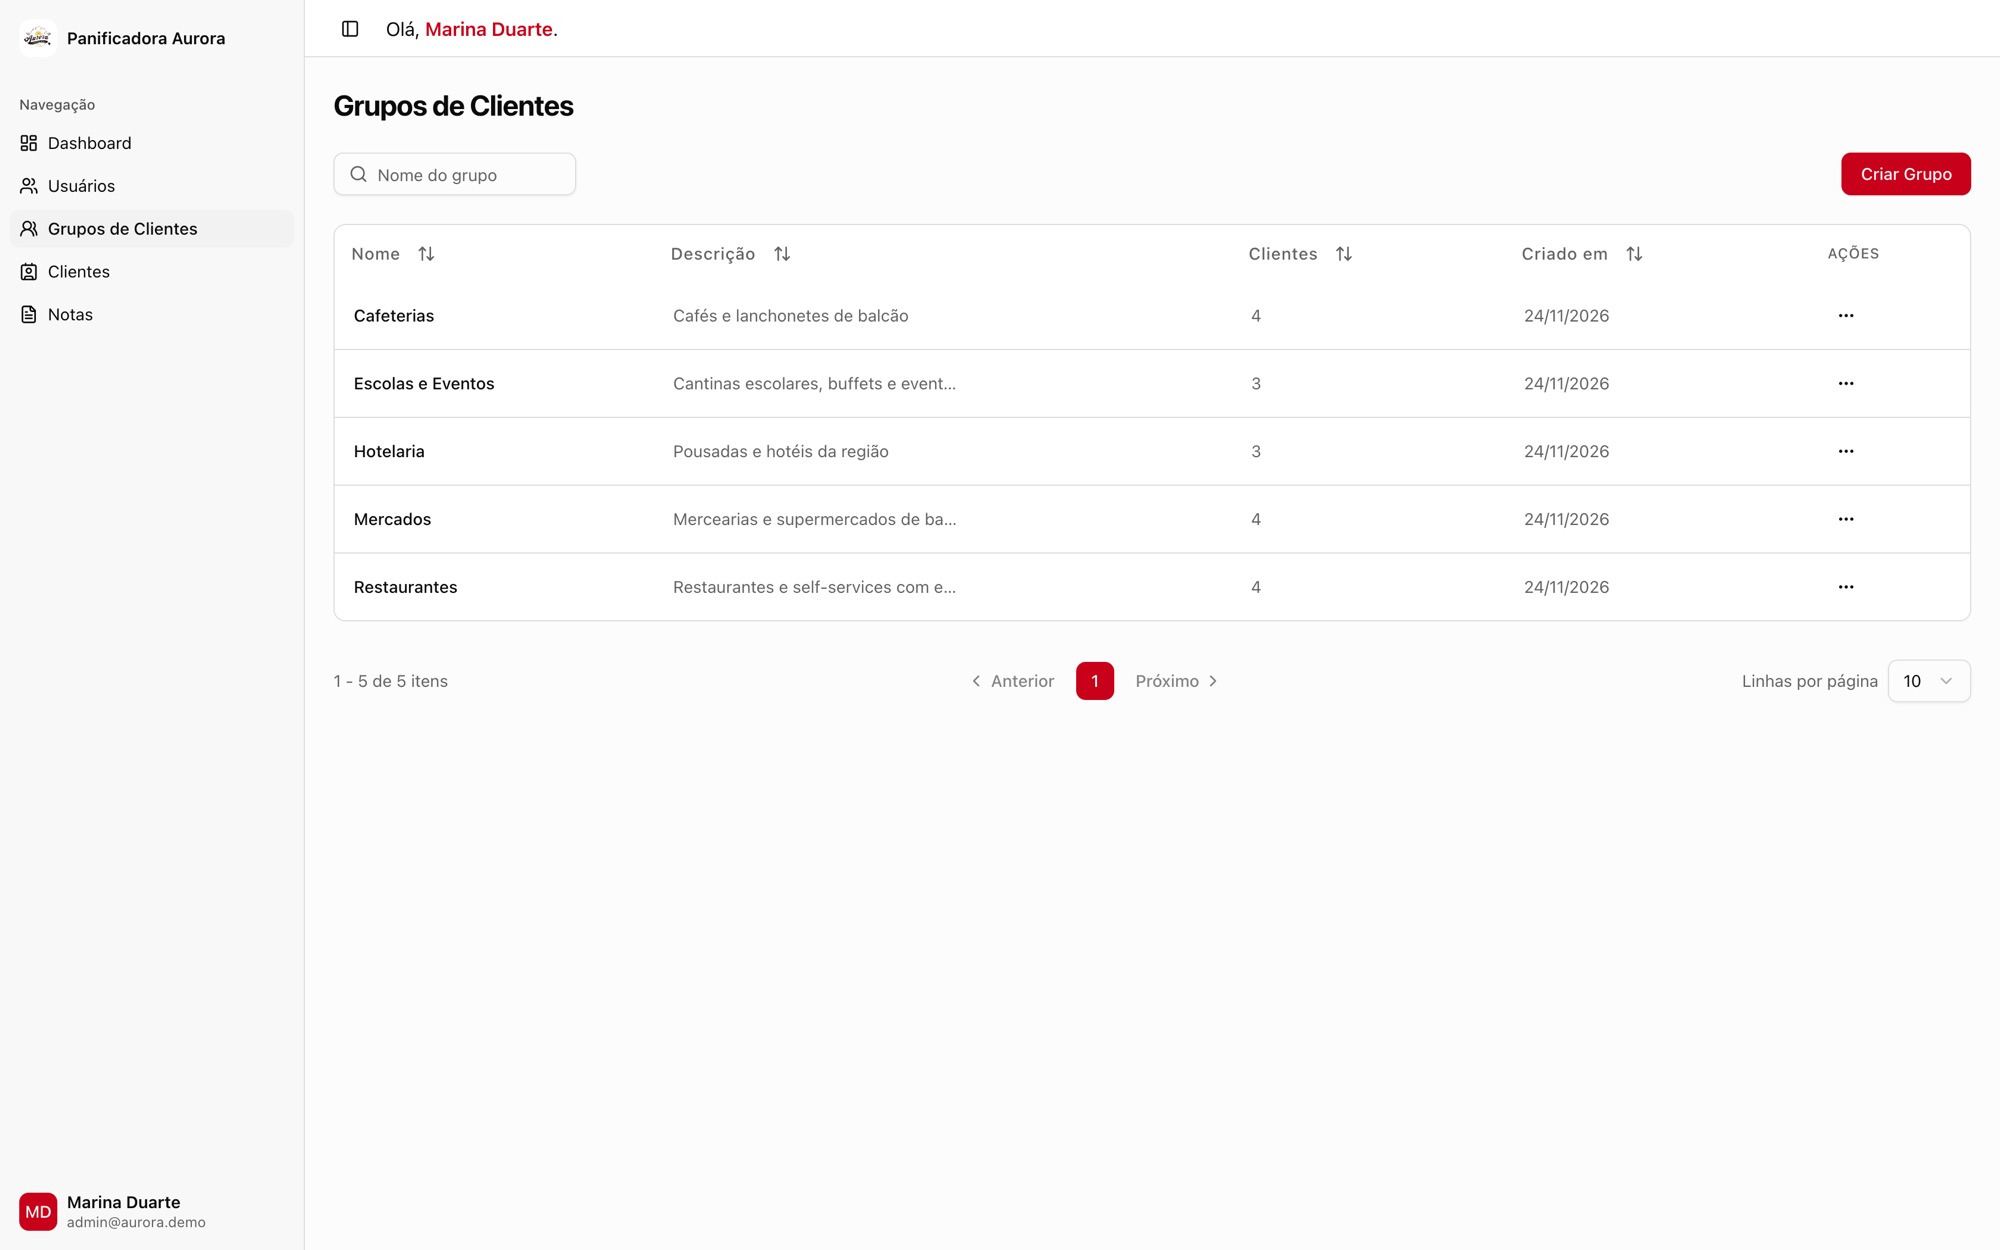 Panificadora Aurora
Navegação
Dashboard
Usuários
Grupos de Clientes
Clientes
Notas
Marina Duarte
MD
admin@aurora.demo
Olá, Marina Duarte.
Grupos de Clientes
Nome do grupo
Criar Grupo
Nome Descrição Clientes Criado em AÇÕES
Cafeterias Cafés e lanchonetes de balcão 4 24/11/2026
Escolas e Eventos Cantinas escolares, buffets e event... 3 24/11/2026
Hotelaria Pousadas e hotéis da região 3 24/11/2026
Mercados Mercearias e supermercados de ba... 4 24/11/2026
Restaurantes Restaurantes e self-services com e... 4 24/11/2026
1 - 5 de 5 itens Anterior 1 Próximo Linhas por página 10